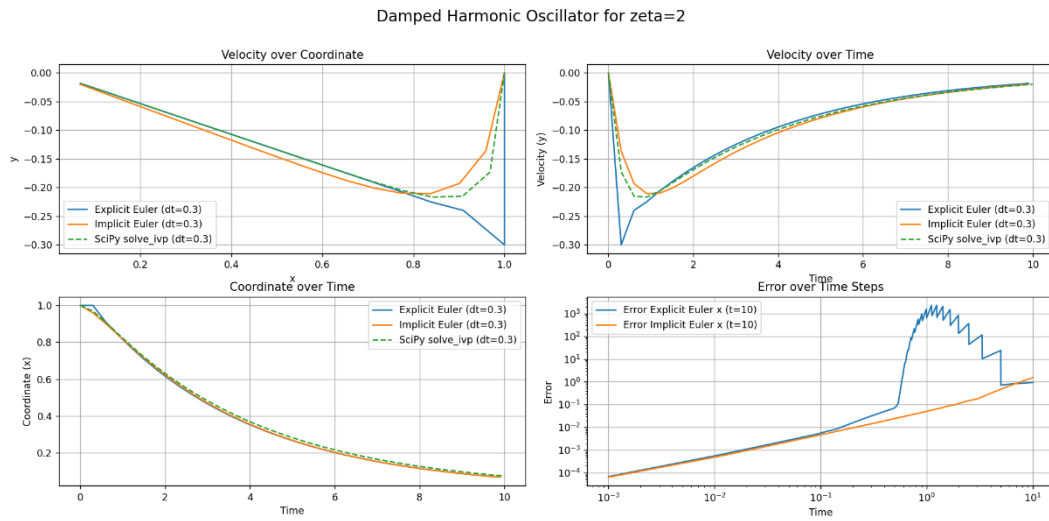 Damped Harmonic Oscillator for zeta=2
Velocity over Coordinate
0.00
−0.05
−0.10
−0.15
−0.20
−0.25
−0.30
y
Explicit Euler (dt=0.3)
Implicit Euler (dt=0.3)
SciPy solve_ivp (dt=0.3)
0.2
0.4
0.6
0.8
1.0
x
Velocity over Time
0.00
−0.05
−0.10
−0.15
−0.20
−0.25
−0.30
Velocity (y)
Explicit Euler (dt=0.3)
Implicit Euler (dt=0.3)
SciPy solve_ivp (dt=0.3)
0
2
4
6
8
10
Time
Coordinate over Time
1.0
0.8
0.6
0.4
0.2
Coordinate (x)
Explicit Euler (dt=0.3)
Implicit Euler (dt=0.3)
SciPy solve_ivp (dt=0.3)
0
2
4
6
8
10
Time
Error over Time Steps
10³
10²
10¹
10⁰
10⁻¹
10⁻²
10⁻³
10⁻⁴
Error
Error Explicit Euler x (t=10)
Error Implicit Euler x (t=10)
10⁻³
10⁻²
10⁻¹
10⁰
10¹
Time